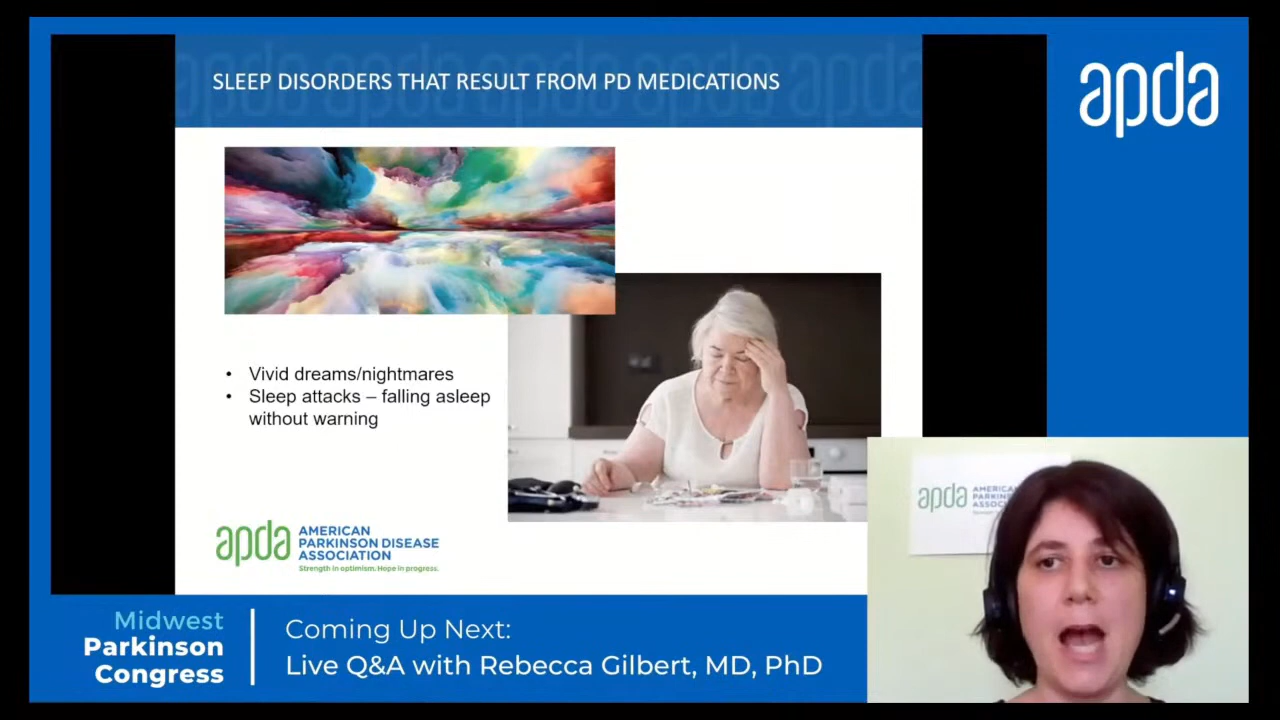 SLEEP DISORDERS THAT RESULT FROM PD MEDICATIONS
apda
• Vivid dreams/nightmares
• Sleep attacks – falling asleep
without warning
apda AMERICAN
PARKINSON DISEASE
ASSOCIATION
Strength in optimism. Hope in progress.
apda
Midwest
Parkinson
Congress
Coming Up Next:
Live Q&A with Rebecca Gilbert, MD, PhD